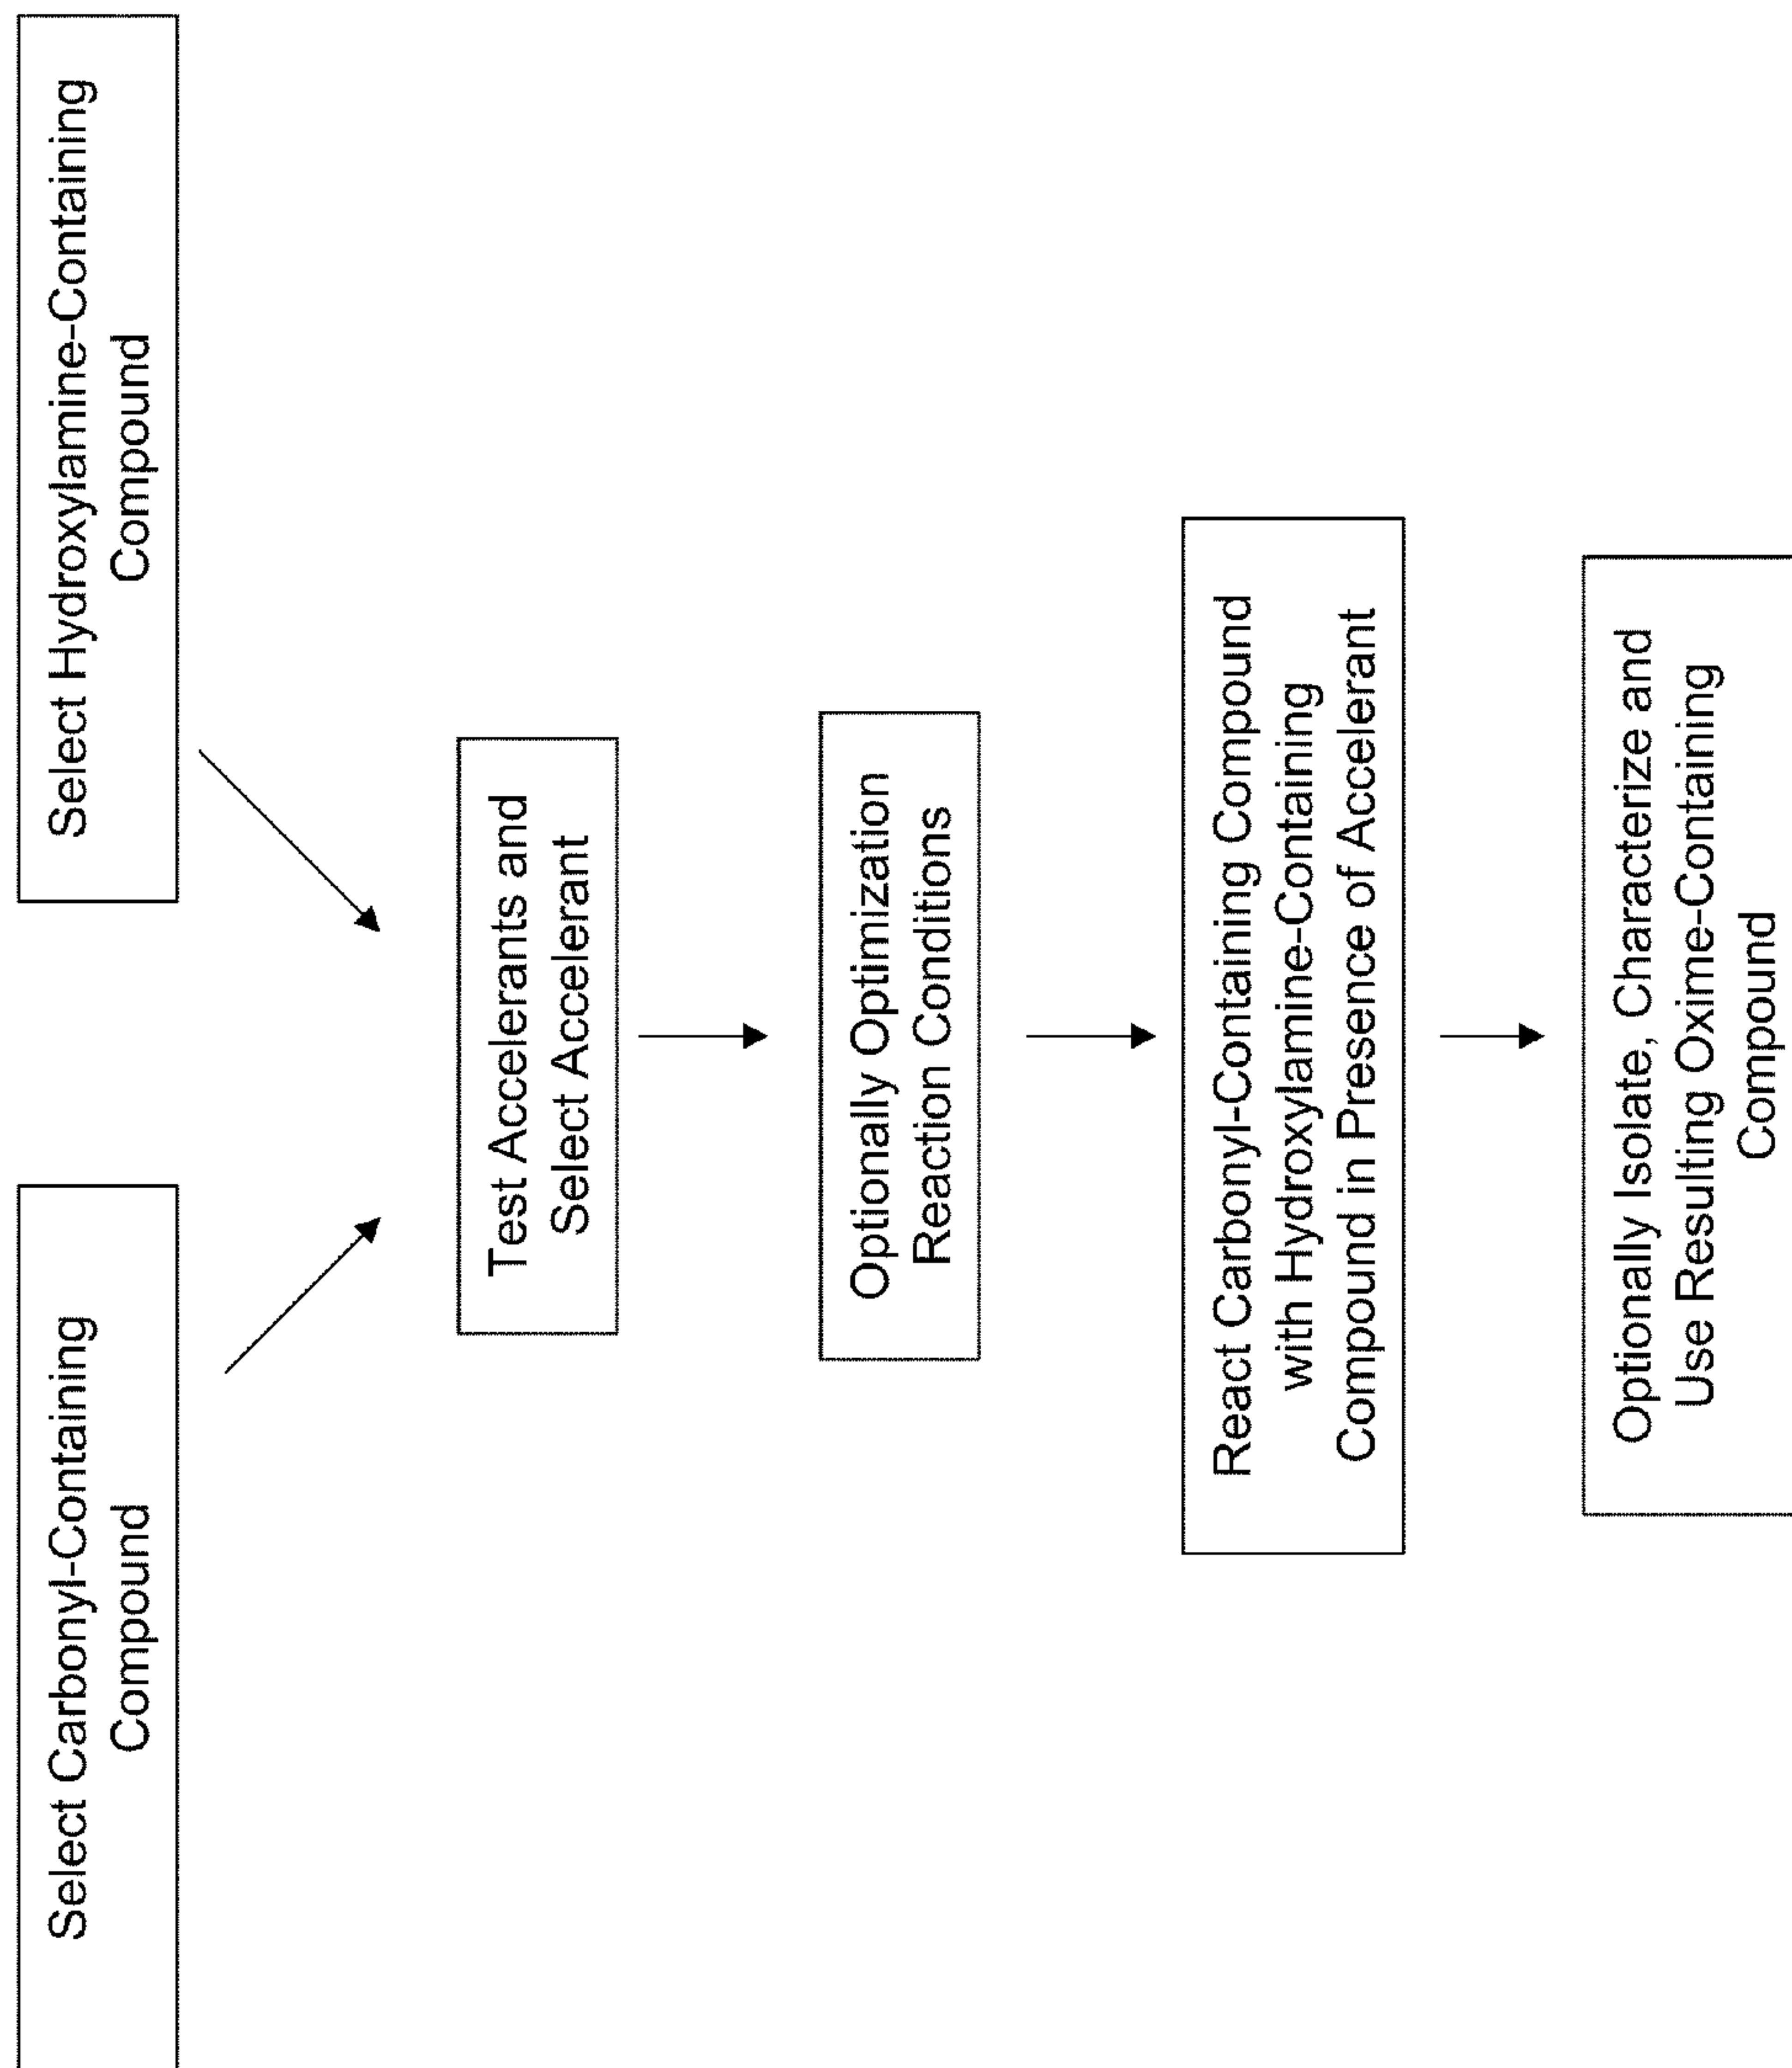 Select Carbonyl-Containing
Compound
Select Hydroxylamine-Containing
Compound
Test Accelerants and
Select Accelerant
Optionally Optimization
Reaction Conditions
React Carbonyl-Containing Compound
with Hydroxylamine-Containing
Compound in Presence of Accelerant
Optionally Isolate, Characterize and
Use Resulting Oxime-Containing
Compound